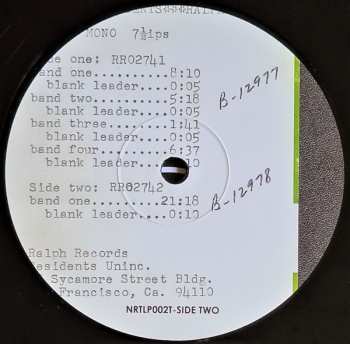 MONO 7½ips
de one: RR02741
band one..........8:10
blank leader....0:05
band two..........5:18
blank leader....0:05
band three........1:41
blank leader....0:05
band four.........6:37
blank leader. 10
B-12977
Side two: RR02742
band one.........21:18
blank leader....0:10
B-12978
Ralph Records
Residents Uninc.
Sycamore Street Bldg.
Francisco, Ca. 94110
NRTLP002T-SIDE TWO